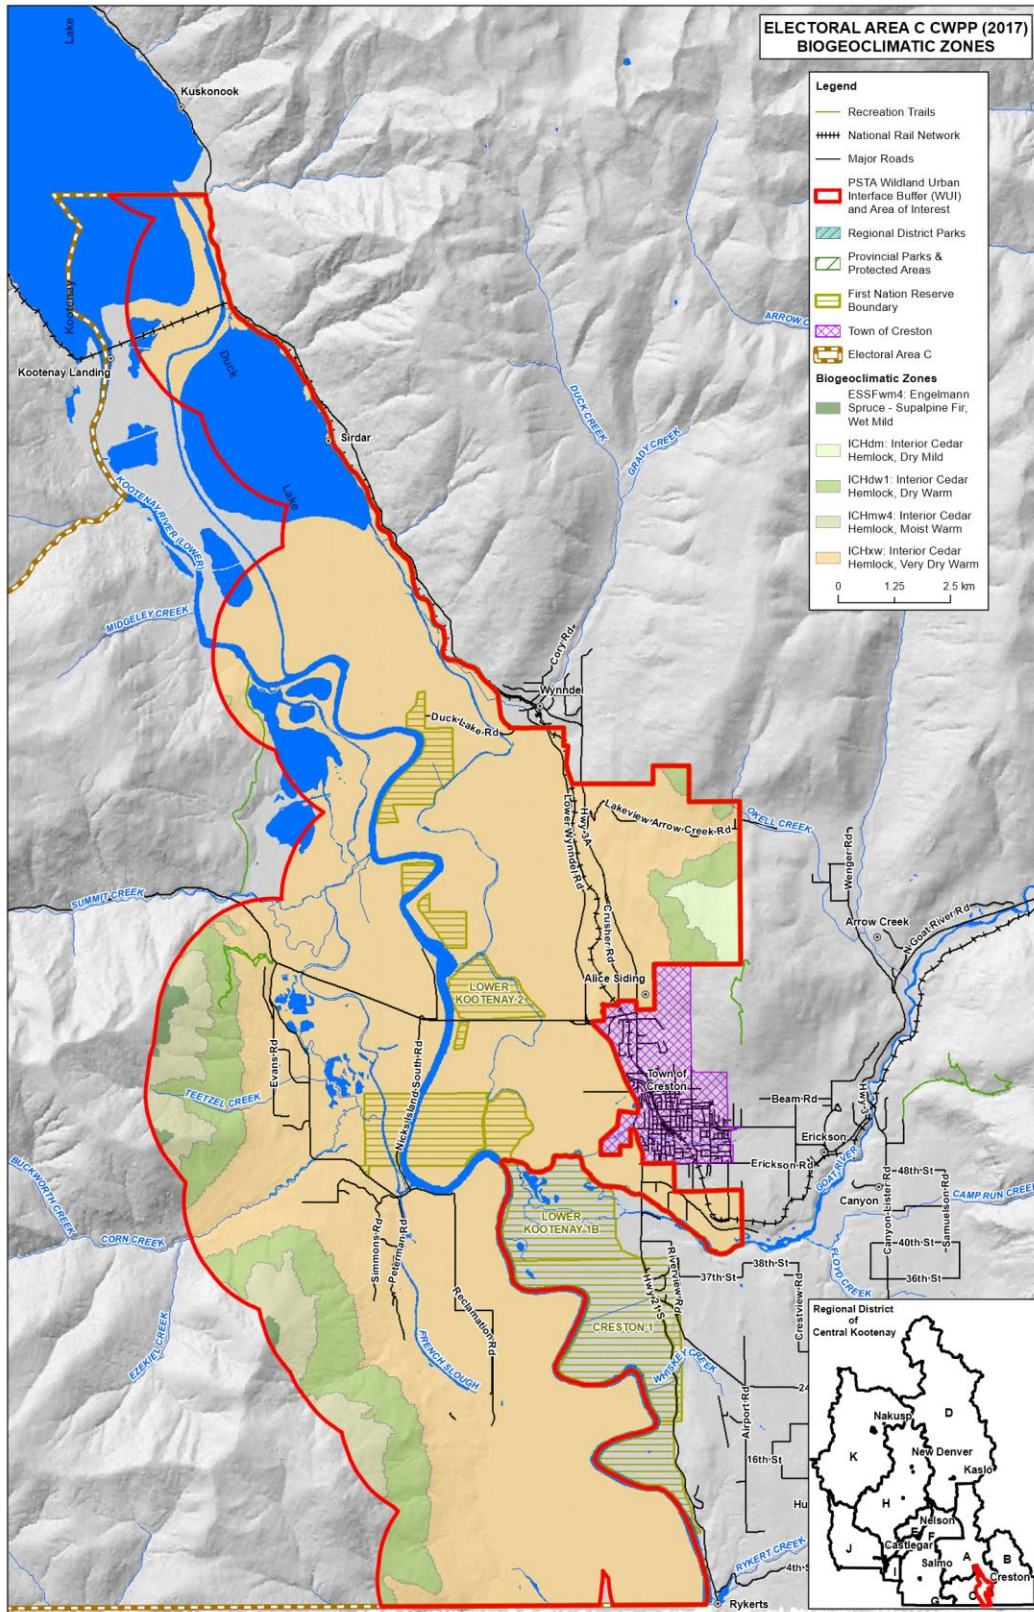 ELECTORAL AREA C CWPP (2017)
BIOGEOCLIMATIC ZONES
Legend
Recreation Trails
National Rail Network
Major Roads
PSTA Wildland Urban
Interface Buffer (WUI)
and Area of Interest
Regional District Parks
Provincial Parks &
Protected Areas
First Nation Reserve
Boundary
Town of Creston
Electoral Area C
Biogeoclimatic Zones
ESSFwm4: Engelmann
Spruce - Supalpine Fir,
Wet Mild
ICHdm: Interior Cedar
Hemlock, Dry Mild
ICHdw1: Interior Cedar
Hemlock, Dry Warm
ICHmw4: Interior Cedar
Hemlock, Moist Warm
ICHxw: Interior Cedar
Hemlock, Very Dry Warm
0 1.25 2.5 km
Lake
Kuskonook
Kootenay
Kootenay Landing
Duck
Lake
Sirdar
ARROW C
DUCK CREEK
GRADY CREEK
KOOTENAY RIVER (LOWER)
MIDGELEY CREEK
Cory Rd
Wynndel
Duck Lake Rd
Lower Wynndel Rd
Hwy 3A
Lakeview Arrow Creek Rd
OKELL CREEK
Wenger Rd
SUMMIT CREEK
Crusher Rd
Arrow Creek
N Goat River Rd
Alice Siding
LOWER
KOOTENAY 2
Evans Rd
Nicks Island South Rd
Town of
Creston
TEETZEL CREEK
Beam Rd
Hwy 3
Erickson
Erickson Rd
GOAT RIVER
BUCKWORTH CREEK
Canyon
48th St
Canyon Lister Rd
Samuelson Rd
CAMP RUN CREEK
CORN CREEK
LOWER
KOOTENAY 1B
40th St
38th St
37th St
36th St
FLOYD CREEK
Simmons Rd
Peterman Rd
Riverview Rd
Hwy 21 S
Crestview Rd
Reclamation Rd
EZEKIEL CREEK
FRENCH SLOUGH
CRESTON 1
WHISKEY CREEK
24
Airport Rd
16th St
Hu
RYKERT CREEK
4th S
Rykerts
Regional District
of
Central Kootenay
Nakusp
D
K
New Denver
Kaslo
H
Nelson
E
F
Castlegar
J
I
Salmo
A
B
Creston
C
G